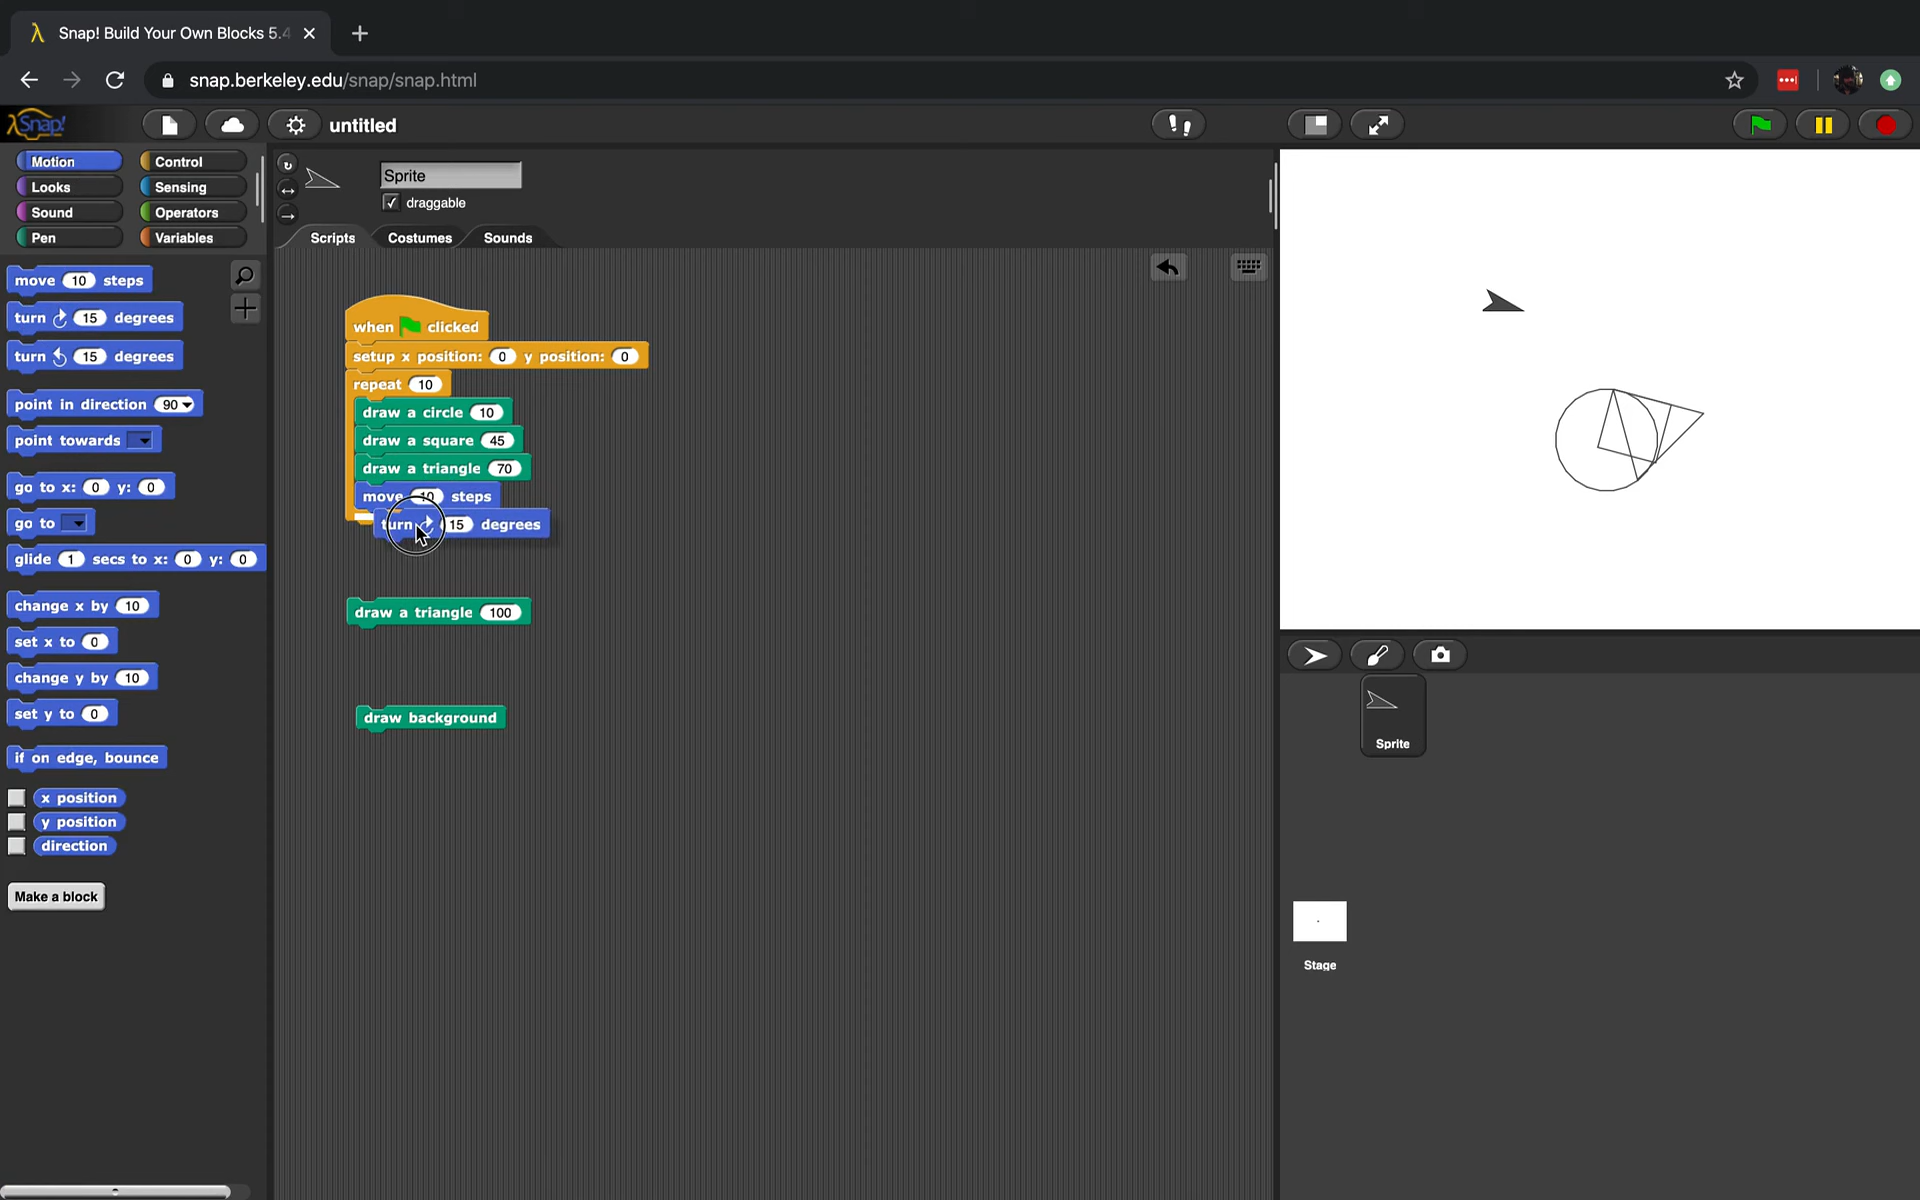 Snap! Build Your Own Blocks 5.4
snap.berkeley.edu/snap/snap.html
Snap!
untitled
Motion
Control
Looks
Sensing
Sound
Operators
Pen
Variables
Sprite
draggable
Scripts
Costumes
Sounds
move 10 steps
turn 15 degrees
turn 15 degrees
point in direction 90
point towards
go to x: 0 y: 0
go to
glide 1 secs to x: 0 y: 0
change x by 10
set x to 0
change y by 10
set y to 0
if on edge, bounce
x position
y position
direction
Make a block
when clicked
setup x position: 0 y position: 0
repeat 10
draw a circle 10
draw a square 45
draw a triangle 70
move 10 steps
turn 15 degrees
draw a triangle 100
draw background
Sprite
Stage